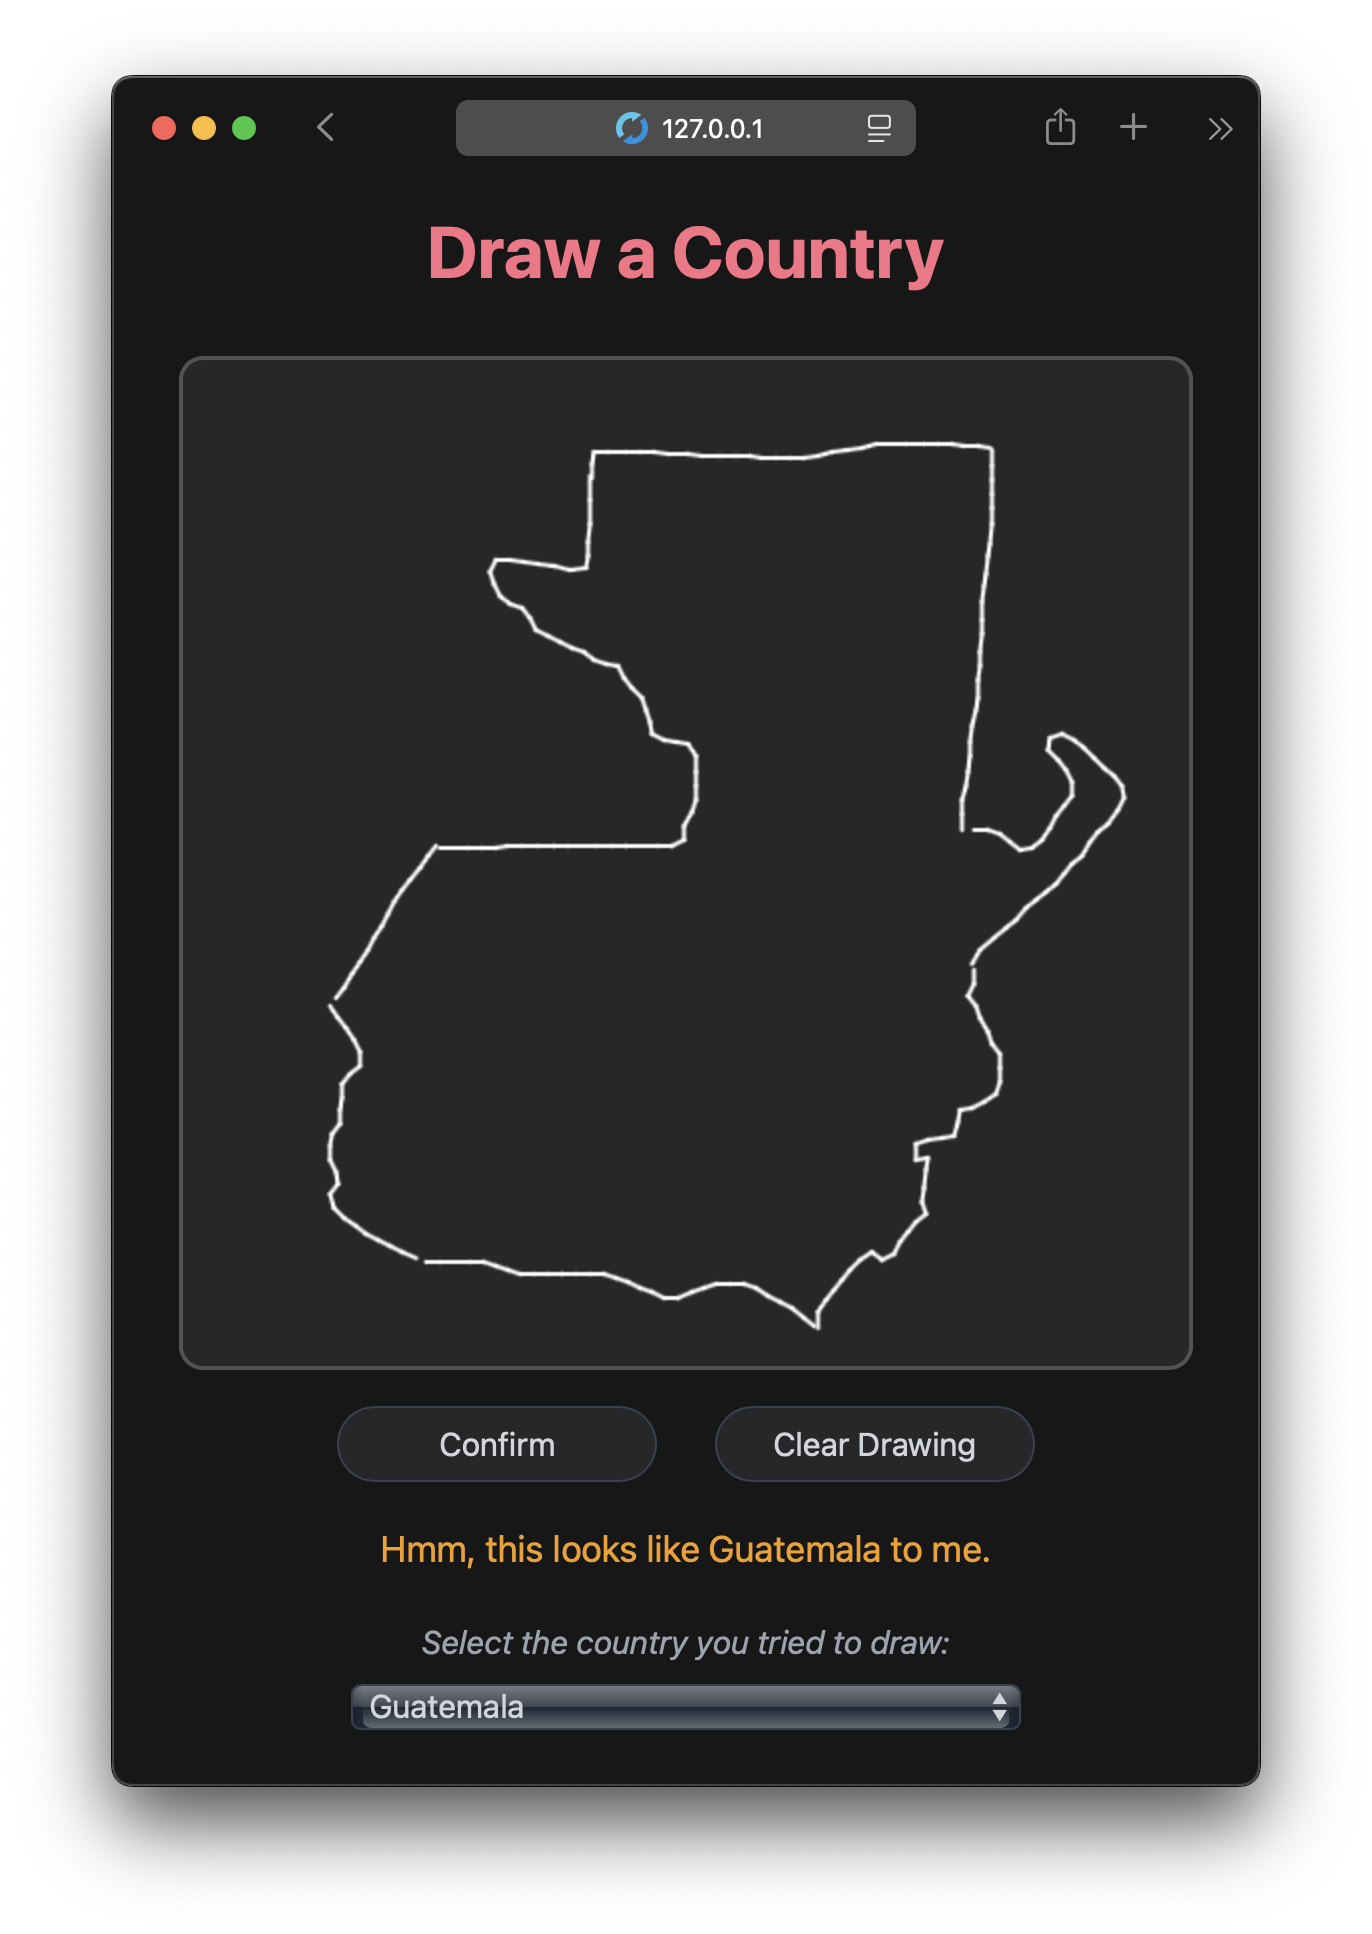 127.0.0.1
Draw a Country
Confirm
Clear Drawing
Hmm, this looks like Guatemala to me.
Select the country you tried to draw:
Guatemala